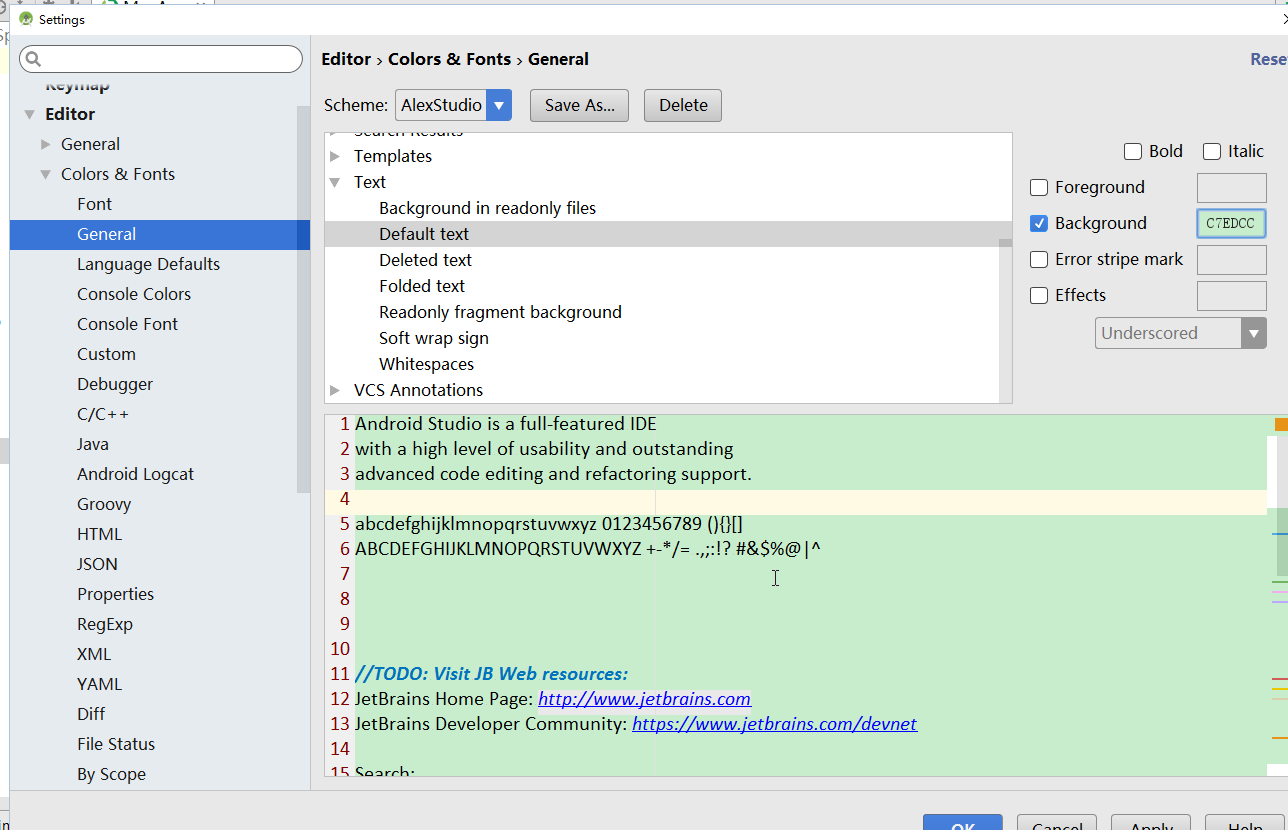 Settings
Keymap
Editor
General
Colors & Fonts
Font
General
Language Defaults
Console Colors
Console Font
Custom
Debugger
C/C++
Java
Android Logcat
Groovy
HTML
JSON
Properties
RegExp
XML
YAML
Diff
File Status
By Scope
Editor › Colors & Fonts › General
Rese
Scheme: AlexStudio Save As... Delete
Search Results
Templates
Text
Background in readonly files
Default text
Deleted text
Folded text
Readonly fragment background
Soft wrap sign
Whitespaces
VCS Annotations
Bold Italic
Foreground
Background C7EDCC
Error stripe mark
Effects
Underscored
1 Android Studio is a full-featured IDE
2 with a high level of usability and outstanding
3 advanced code editing and refactoring support.
4
5 abcdefghijklmnopqrstuvwxyz 0123456789 (){}[]
6 ABCDEFGHIJKLMNOPQRSTUVWXYZ +-*/= .,;:!? #&$%@|^
7
8
9
10
11 //TODO: Visit JB Web resources:
12 JetBrains Home Page: http://www.jetbrains.com
13 JetBrains Developer Community: https://www.jetbrains.com/devnet
14
15 Search:
OK Cancel Apply Help